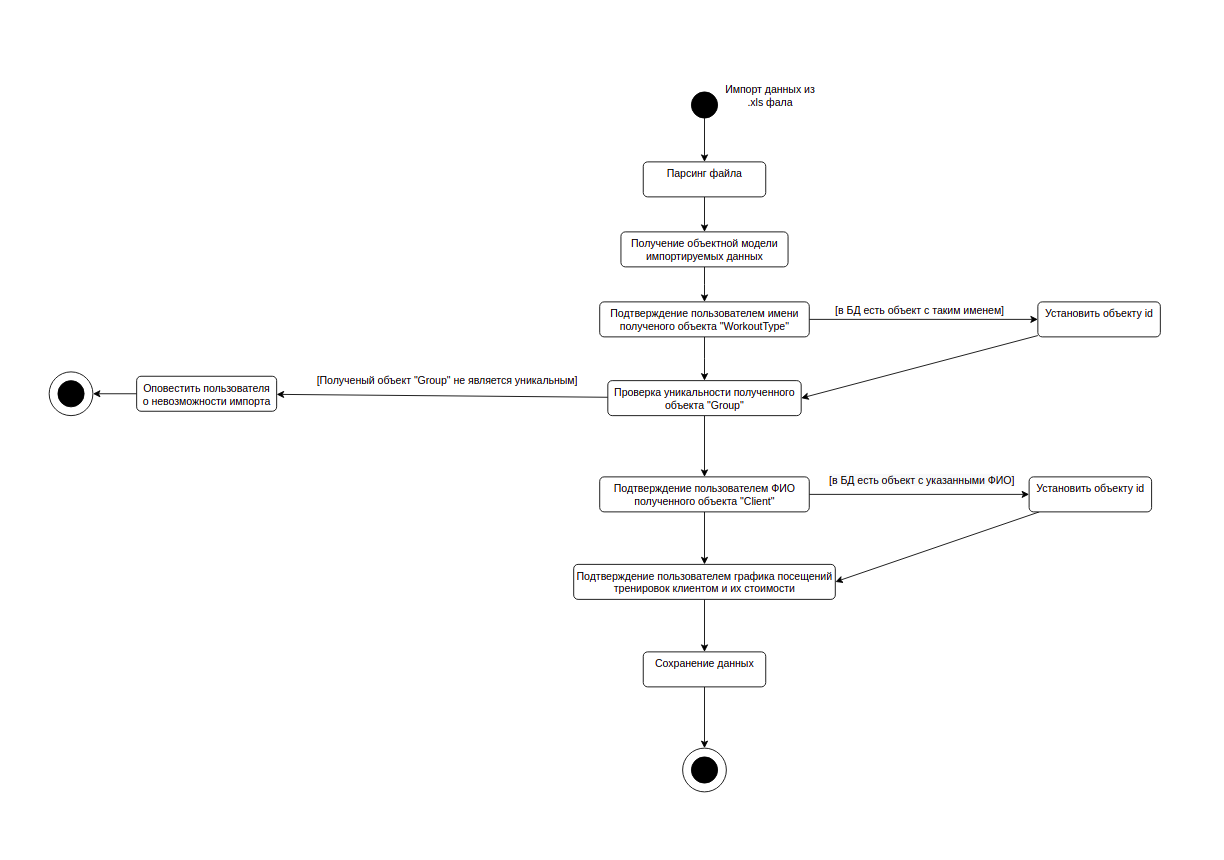 Импорт данных из
.xls фала
Парсинг файла
Получение объектной модели
импортируемых данных
Подтверждение пользователем имени
полученого объекта "WorkoutType"
[в БД есть объект с таким именем]
Установить объекту id
Оповестить пользователя
о невозможности импорта
[Полученый объект "Group" не является уникальным]
Проверка уникальности полученного
объекта "Group"
Подтверждение пользователем ФИО
полученного объекта "Client"
[в БД есть объект с указанными ФИО]
Установить объекту id
Подтверждение пользователем графика посещений
тренировок клиентом и их стоимости
Сохранение данных